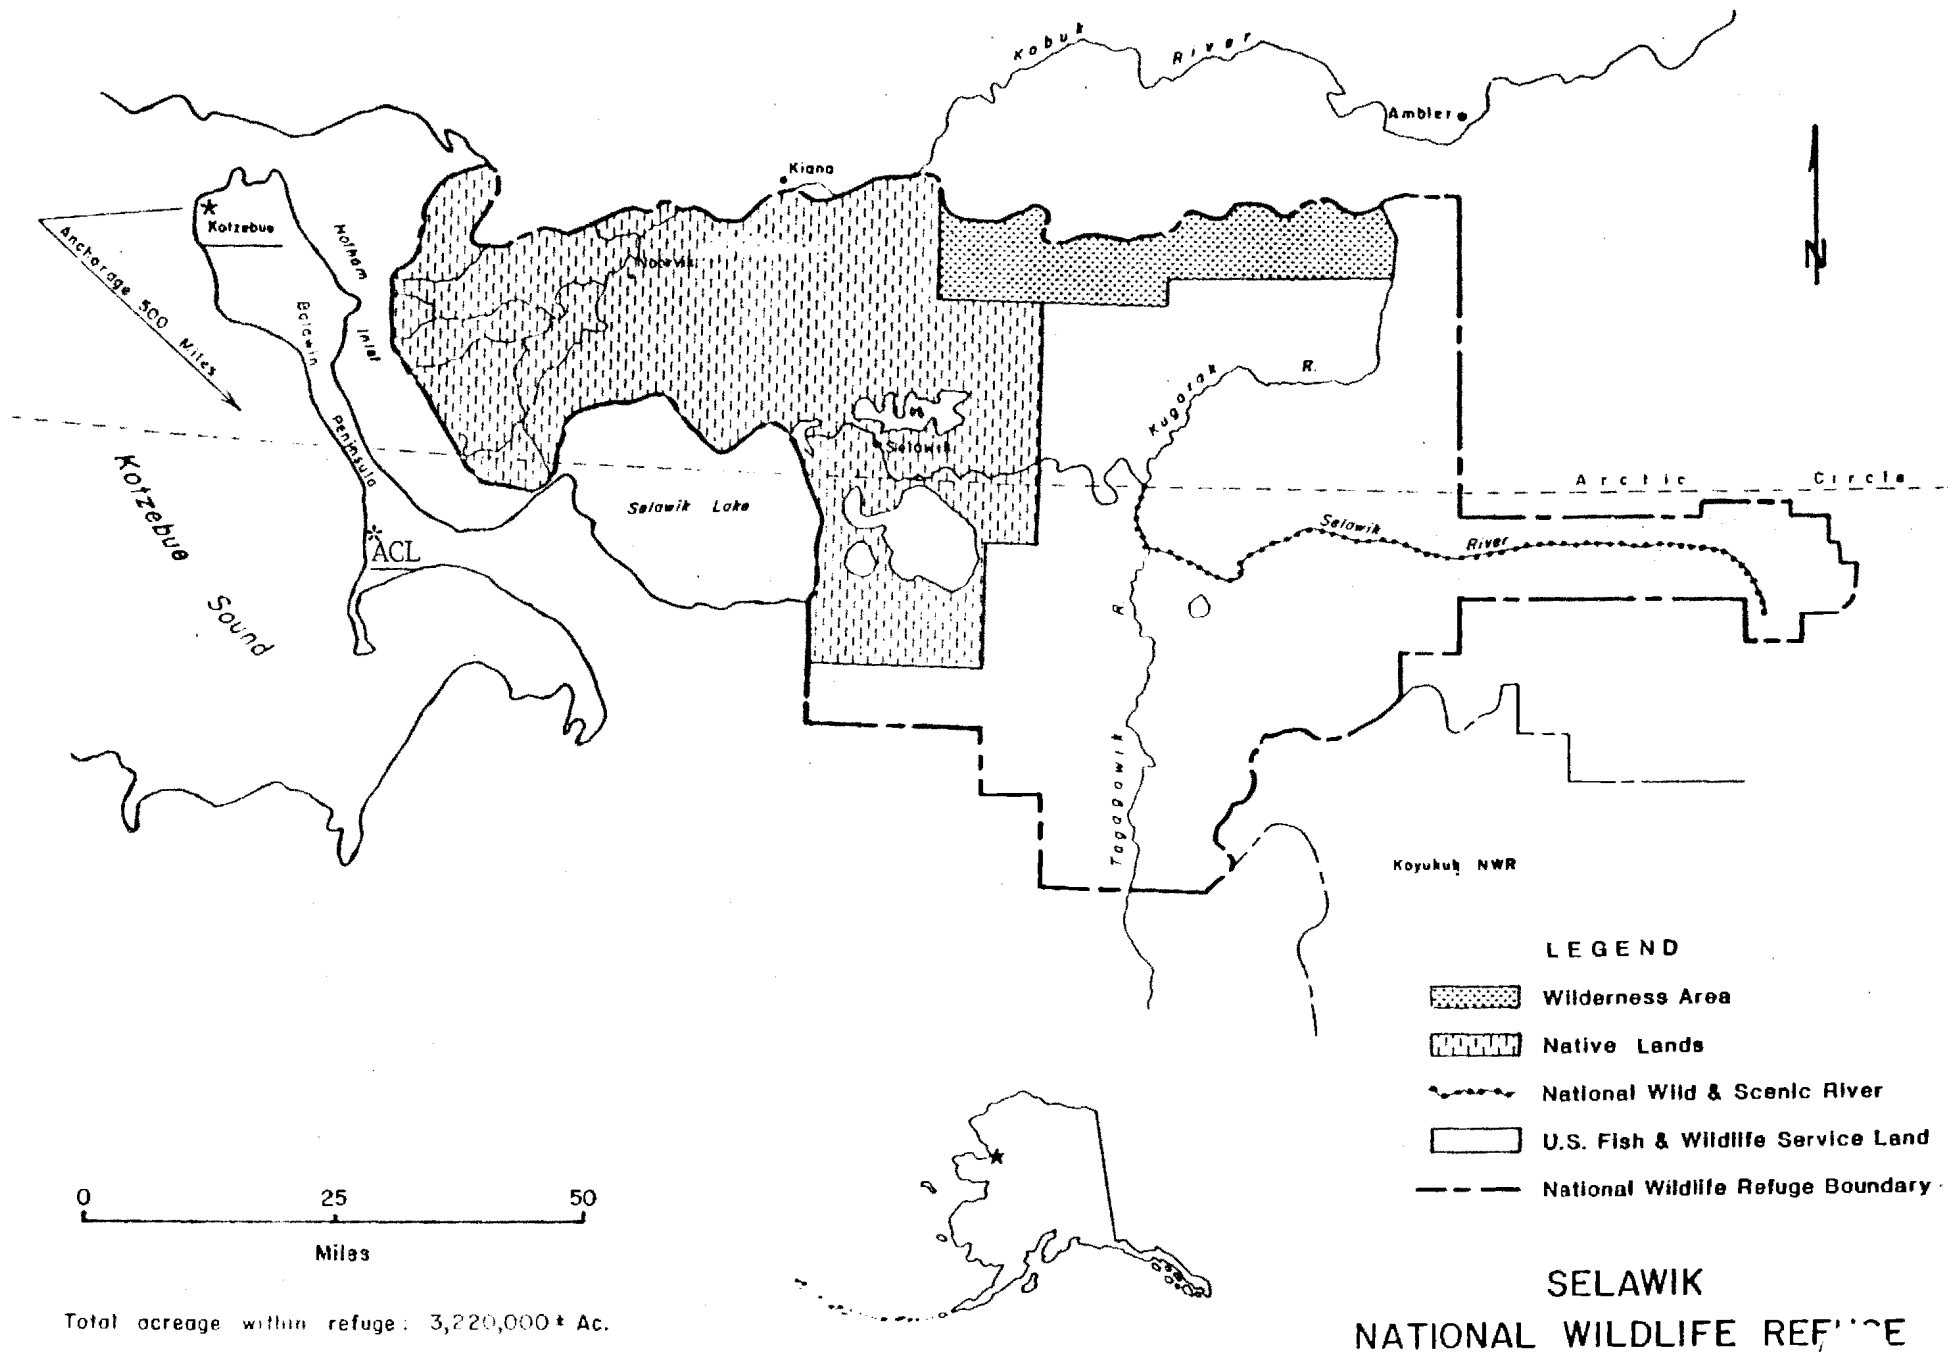 Kobuk River
Ambler
Kiana
Kotzebue
Hotham Inlet
Anchorage 500 Miles
Baldwin Peninsula
Noorvik
N
Kugarak R.
Selawik
Arctic Circle
Selawik Lake
Kotzebue Sound
ACL
Selawik River
Tagagawik R.
Koyukuk NWR
LEGEND
Wilderness Area
Native Lands
National Wild & Scenic River
U.S. Fish & Wildlife Service Land
National Wildlife Refuge Boundary
0 25 50
Miles
Total acreage within refuge: 3,220,000± Ac.
SELAWIK
NATIONAL WILDLIFE REFUGE